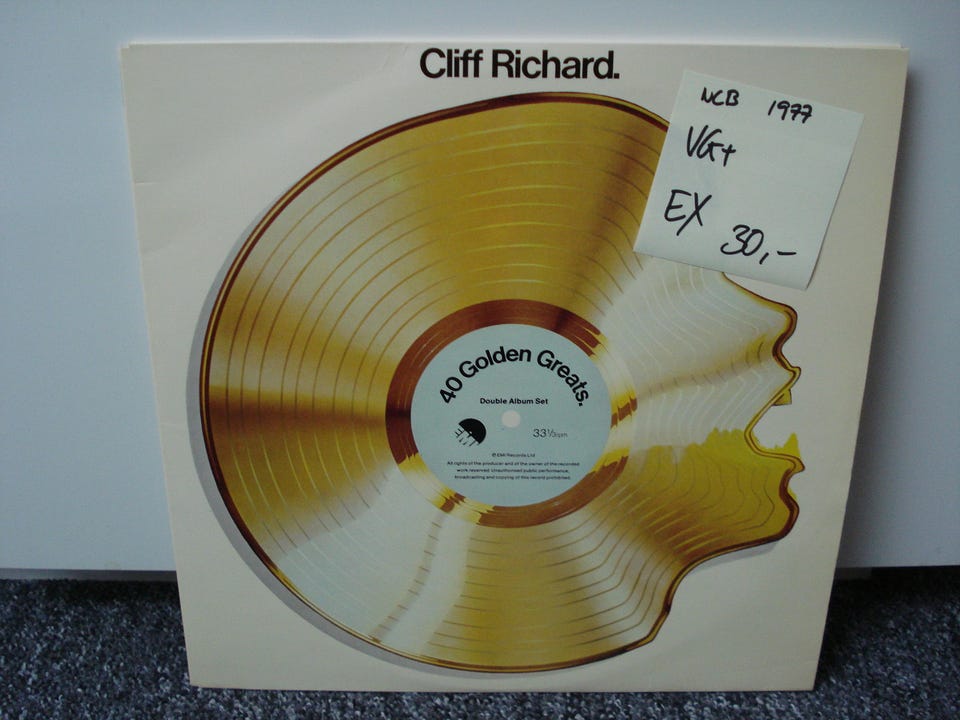 Cliff Richard.
NCB 1977
VG+
EX
30,-
40 Golden Greats.
Double Album Set
EMI
33⅓rpm
℗ EMI Records Ltd
All rights of the producer and of the owner of the recorded
work reserved. Unauthorised public performance,
broadcasting and copying of this record prohibited.